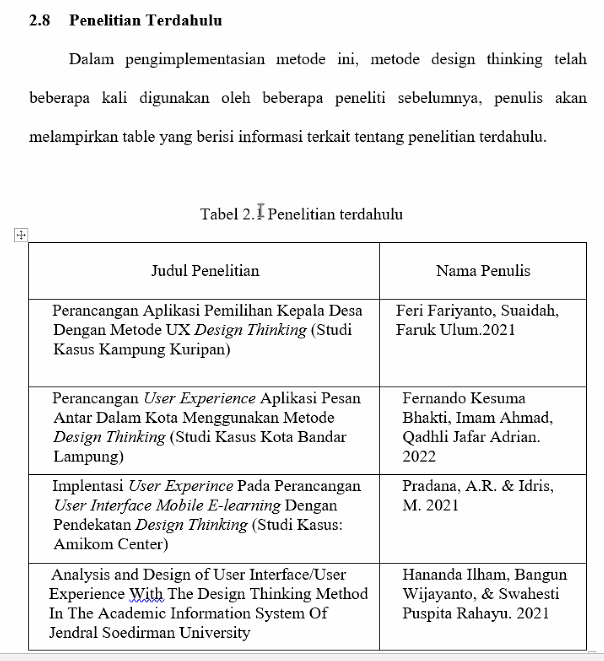 2.8 Penelitian Terdahulu
Dalam pengimplementasian metode ini, metode design thinking telah
beberapa kali digunakan oleh beberapa peneliti sebelumnya, penulis akan
melampirkan table yang berisi informasi terkait tentang penelitian terdahulu.
Tabel 2.1 Penelitian terdahulu
Judul Penelitian
Nama Penulis
Perancangan Aplikasi Pemilihan Kepala Desa
Dengan Metode UX Design Thinking (Studi
Kasus Kampung Kuripan)
Feri Fariyanto, Suaidah,
Faruk Ulum.2021
Perancangan User Experience Aplikasi Pesan
Antar Dalam Kota Menggunakan Metode
Design Thinking (Studi Kasus Kota Bandar
Lampung)
Fernando Kesuma
Bhakti, Imam Ahmad,
Qadhli Jafar Adrian.
2022
Implentasi User Experince Pada Perancangan
User Interface Mobile E-learning Dengan
Pendekatan Design Thinking (Studi Kasus:
Amikom Center)
Pradana, A.R. & Idris,
M. 2021
Analysis and Design of User Interface/User
Experience With The Design Thinking Method
In The Academic Information System Of
Jendral Soedirman University
Hananda Ilham, Bangun
Wijayanto, & Swahesti
Puspita Rahayu. 2021